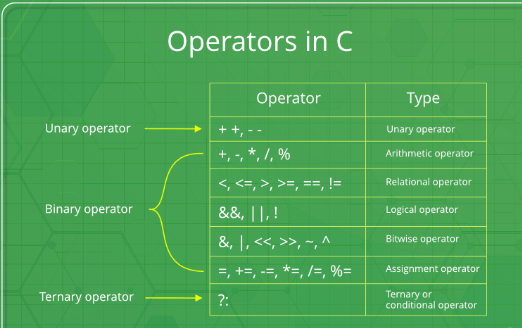 Operators in C
Operator Type
Unary operator + +, - - Unary operator
+, -, *, /, % Arithmetic operator
<, <=, >, >=, ==, != Relational operator
Binary operator &&, ||, ! Logical operator
&, |, <<, >>, ~, ^ Bitwise operator
=, +=, -=, *=, /=, %= Assignment operator
Ternary operator ?: Ternary or
conditional operator